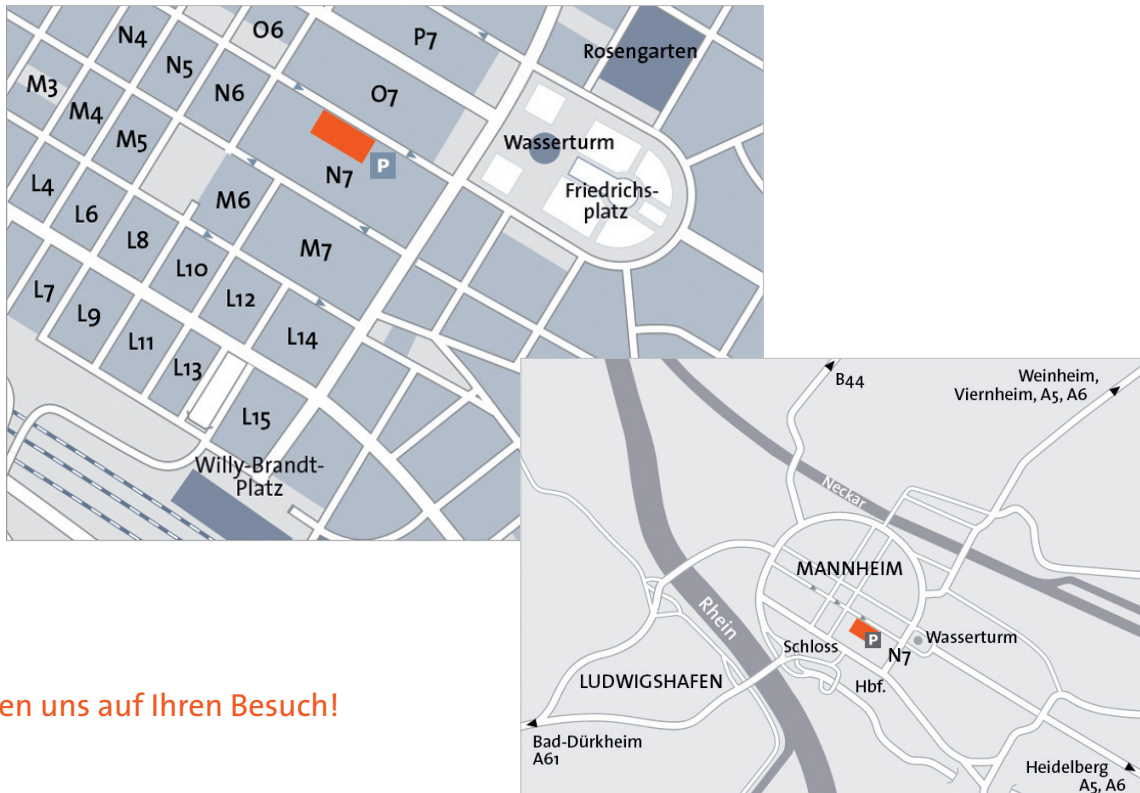 O6
P7
N4
Rosengarten
N5
M3
N6
O7
M4
M5
Wasserturm
P
N7
L4
Friedrichs-
platz
L6
M6
L8
M7
L10
L7
L12
L9
L11
L14
L13
L15
Willy-Brandt-
Platz
B44
Weinheim,
Viernheim, A5, A6
Neckar
MANNHEIM
Rhein
Schloss
P
N7
Wasserturm
LUDWIGSHAFEN
Hbf.
en uns auf Ihren Besuch!
Bad-Dürkheim
A61
Heidelberg
A5, A6